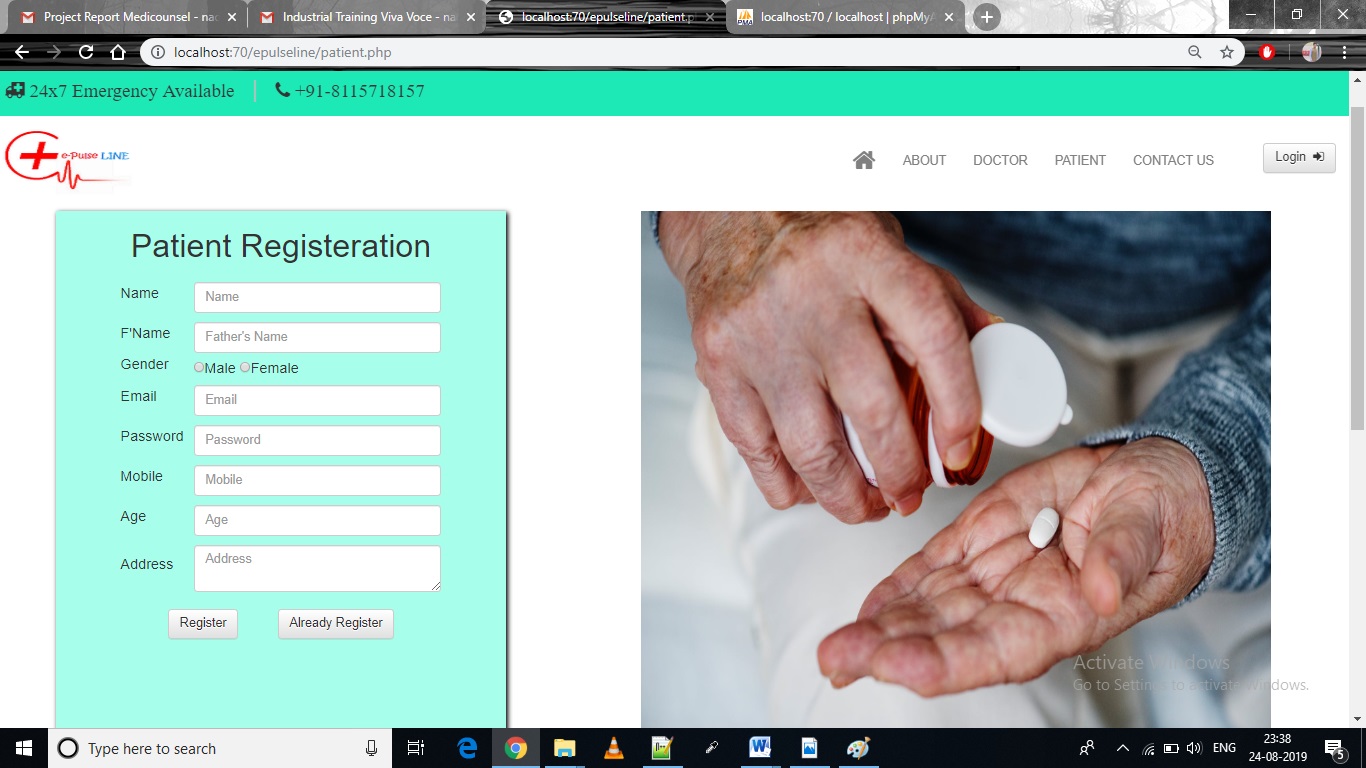 Project Report Medicounsel - nac
Industrial Training Viva Voce - na
localhost:70/epulseline/patient.p
localhost:70 / localhost | phpMyA
localhost:70/epulseline/patient.php
24x7 Emergency Available
+91-8115718157
e-Pulse LINE
ABOUT
DOCTOR
PATIENT
CONTACT US
Login
Patient Registeration
Name
Name
F'Name
Father's Name
Gender
Male
Female
Email
Email
Password
Password
Mobile
Mobile
Age
Age
Address
Address
Register
Already Register
Activate Windows
Go to Settings to activate Windows.
Type here to search
ENG
23:38
24-08-2019
5